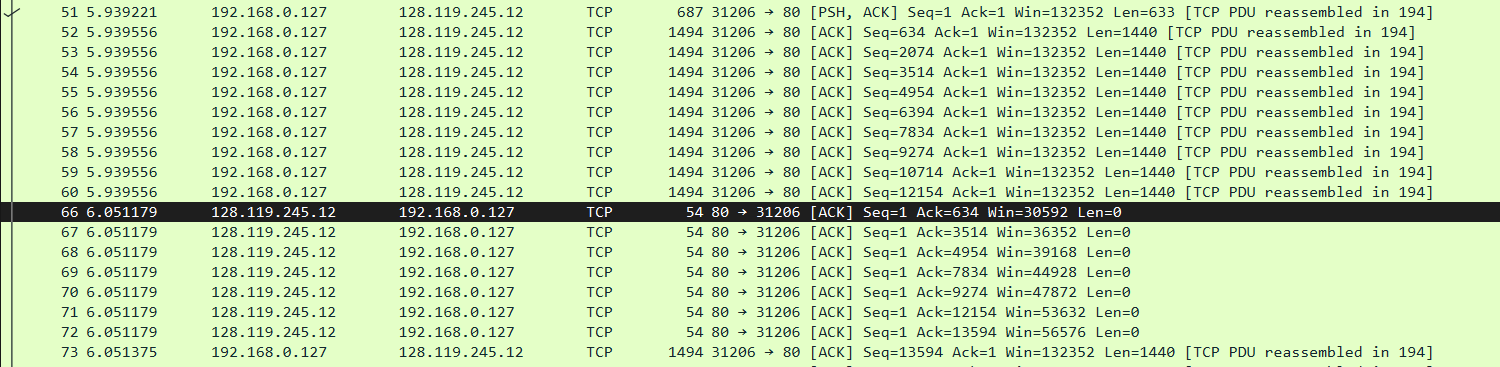 51 5.939221 192.168.0.127 128.119.245.12 TCP 687 31206 → 80 [PSH, ACK] Seq=1 Ack=1 Win=132352 Len=633 [TCP PDU reassembled in 194]
52 5.939556 192.168.0.127 128.119.245.12 TCP 1494 31206 → 80 [ACK] Seq=634 Ack=1 Win=132352 Len=1440 [TCP PDU reassembled in 194]
53 5.939556 192.168.0.127 128.119.245.12 TCP 1494 31206 → 80 [ACK] Seq=2074 Ack=1 Win=132352 Len=1440 [TCP PDU reassembled in 194]
54 5.939556 192.168.0.127 128.119.245.12 TCP 1494 31206 → 80 [ACK] Seq=3514 Ack=1 Win=132352 Len=1440 [TCP PDU reassembled in 194]
55 5.939556 192.168.0.127 128.119.245.12 TCP 1494 31206 → 80 [ACK] Seq=4954 Ack=1 Win=132352 Len=1440 [TCP PDU reassembled in 194]
56 5.939556 192.168.0.127 128.119.245.12 TCP 1494 31206 → 80 [ACK] Seq=6394 Ack=1 Win=132352 Len=1440 [TCP PDU reassembled in 194]
57 5.939556 192.168.0.127 128.119.245.12 TCP 1494 31206 → 80 [ACK] Seq=7834 Ack=1 Win=132352 Len=1440 [TCP PDU reassembled in 194]
58 5.939556 192.168.0.127 128.119.245.12 TCP 1494 31206 → 80 [ACK] Seq=9274 Ack=1 Win=132352 Len=1440 [TCP PDU reassembled in 194]
59 5.939556 192.168.0.127 128.119.245.12 TCP 1494 31206 → 80 [ACK] Seq=10714 Ack=1 Win=132352 Len=1440 [TCP PDU reassembled in 194]
60 5.939556 192.168.0.127 128.119.245.12 TCP 1494 31206 → 80 [ACK] Seq=12154 Ack=1 Win=132352 Len=1440 [TCP PDU reassembled in 194]
66 6.051179 128.119.245.12 192.168.0.127 TCP 54 80 → 31206 [ACK] Seq=1 Ack=634 Win=30592 Len=0
67 6.051179 128.119.245.12 192.168.0.127 TCP 54 80 → 31206 [ACK] Seq=1 Ack=3514 Win=36352 Len=0
68 6.051179 128.119.245.12 192.168.0.127 TCP 54 80 → 31206 [ACK] Seq=1 Ack=4954 Win=39168 Len=0
69 6.051179 128.119.245.12 192.168.0.127 TCP 54 80 → 31206 [ACK] Seq=1 Ack=7834 Win=44928 Len=0
70 6.051179 128.119.245.12 192.168.0.127 TCP 54 80 → 31206 [ACK] Seq=1 Ack=9274 Win=47872 Len=0
71 6.051179 128.119.245.12 192.168.0.127 TCP 54 80 → 31206 [ACK] Seq=1 Ack=12154 Win=53632 Len=0
72 6.051179 128.119.245.12 192.168.0.127 TCP 54 80 → 31206 [ACK] Seq=1 Ack=13594 Win=56576 Len=0
73 6.051375 192.168.0.127 128.119.245.12 TCP 1494 31206 → 80 [ACK] Seq=13594 Ack=1 Win=132352 Len=1440 [TCP PDU reassembled in 194]